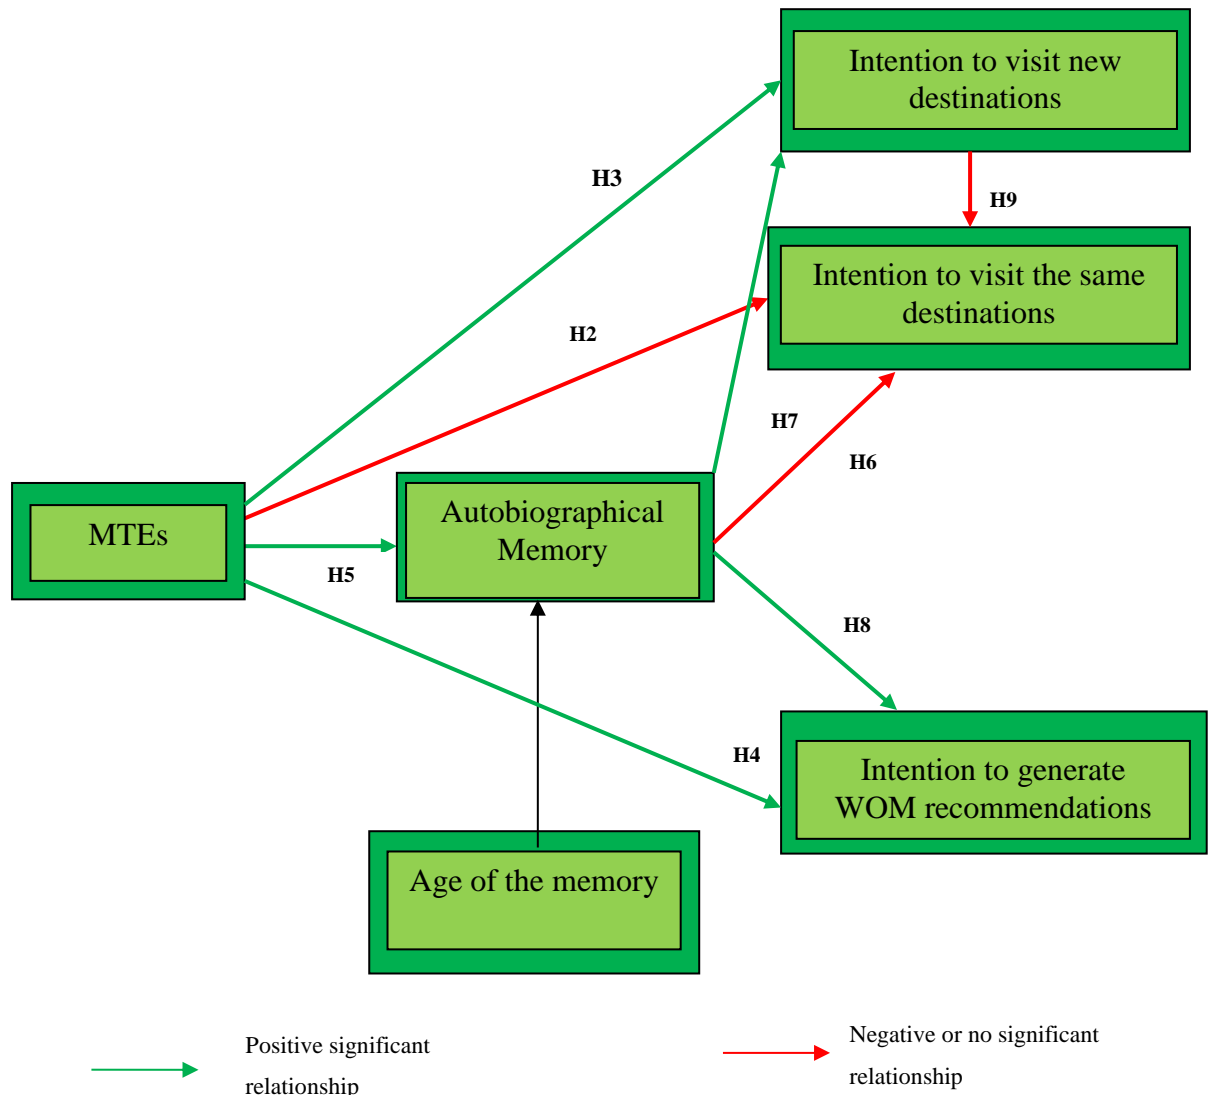 Intention to visit new
destinations
H3
H9
Intention to visit the same
destinations
H2
H7
H6
MTEs
Autobiographical
Memory
H5
H8
H4
Intention to generate
WOM recommendations
Age of the memory
Positive significant
relationship
Negative or no significant
relationship